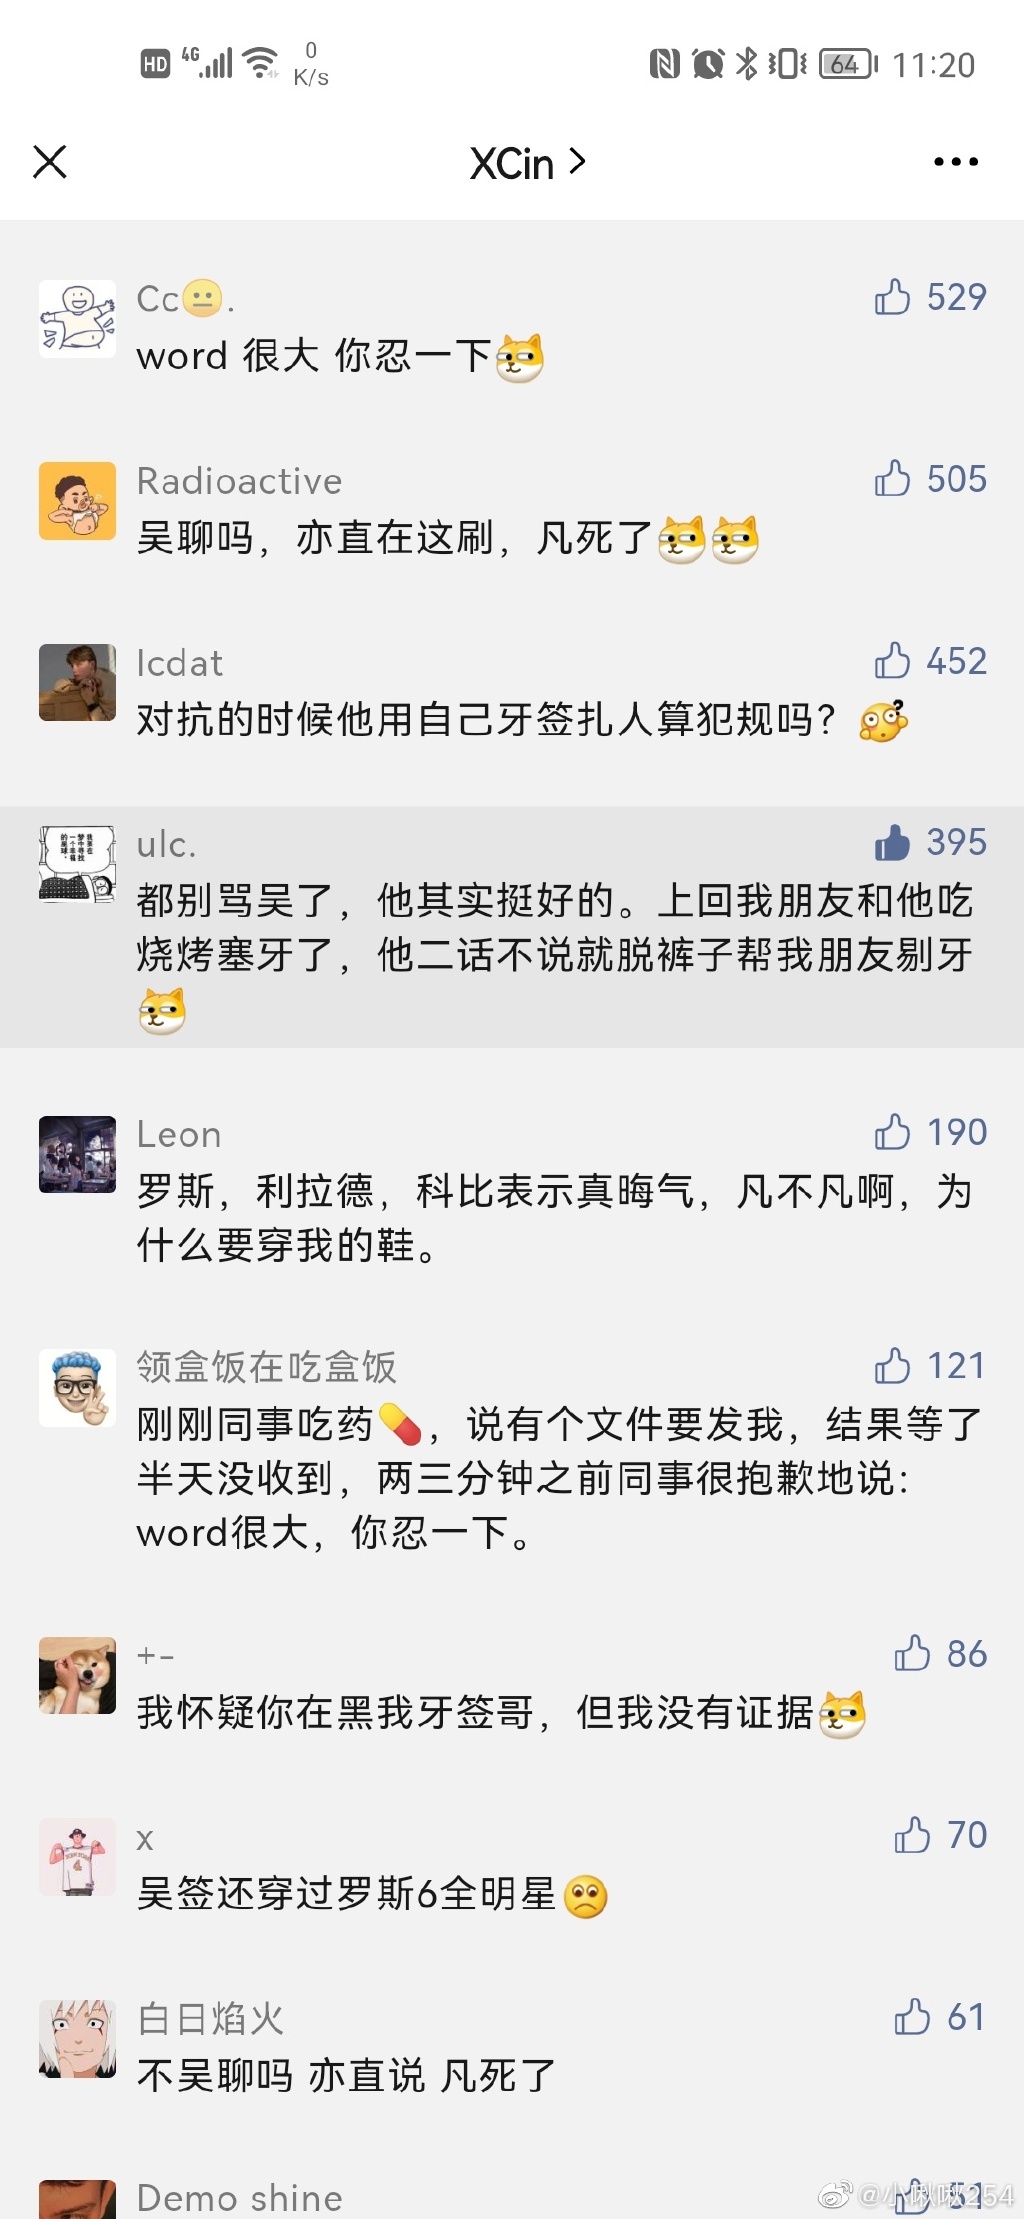 HD 4G 0 K/s 64 11:20
XCin
Cc😐. 529
word 很大 你忍一下
Radioactive 505
吴聊吗，亦直在这刷，凡死了
Icdat 452
对抗的时候他用自己牙签扎人算犯规吗？
ulc. 395
都别骂吴了，他其实挺好的。上回我朋友和他吃
烧烤塞牙了，他二话不说就脱裤子帮我朋友剔牙
Leon 190
罗斯，利拉德，科比表示真晦气，凡不凡啊，为
什么要穿我的鞋。
领盒饭在吃盒饭 121
刚刚同事吃药💊，说有个文件要发我，结果等了
半天没收到，两三分钟之前同事很抱歉地说：
word很大，你忍一下。
+- 86
我怀疑你在黑我牙签哥，但我没有证据
x 70
吴签还穿过罗斯6全明星
白日焰火 61
不吴聊吗 亦直说 凡死了
Demo shine 51
@小啾啾254